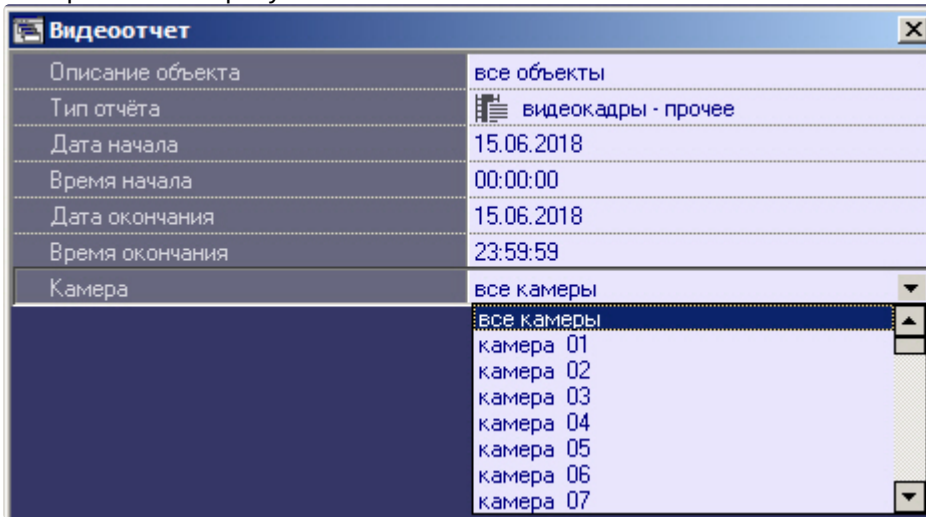 Видеоотчет
Описание объекта все объекты
Тип отчёта видеокадры - прочее
Дата начала 15.06.2018
Время начала 00:00:00
Дата окончания 15.06.2018
Время окончания 23:59:59
Камера все камеры
все камеры
камера 01
камера 02
камера 03
камера 04
камера 05
камера 06
камера 07